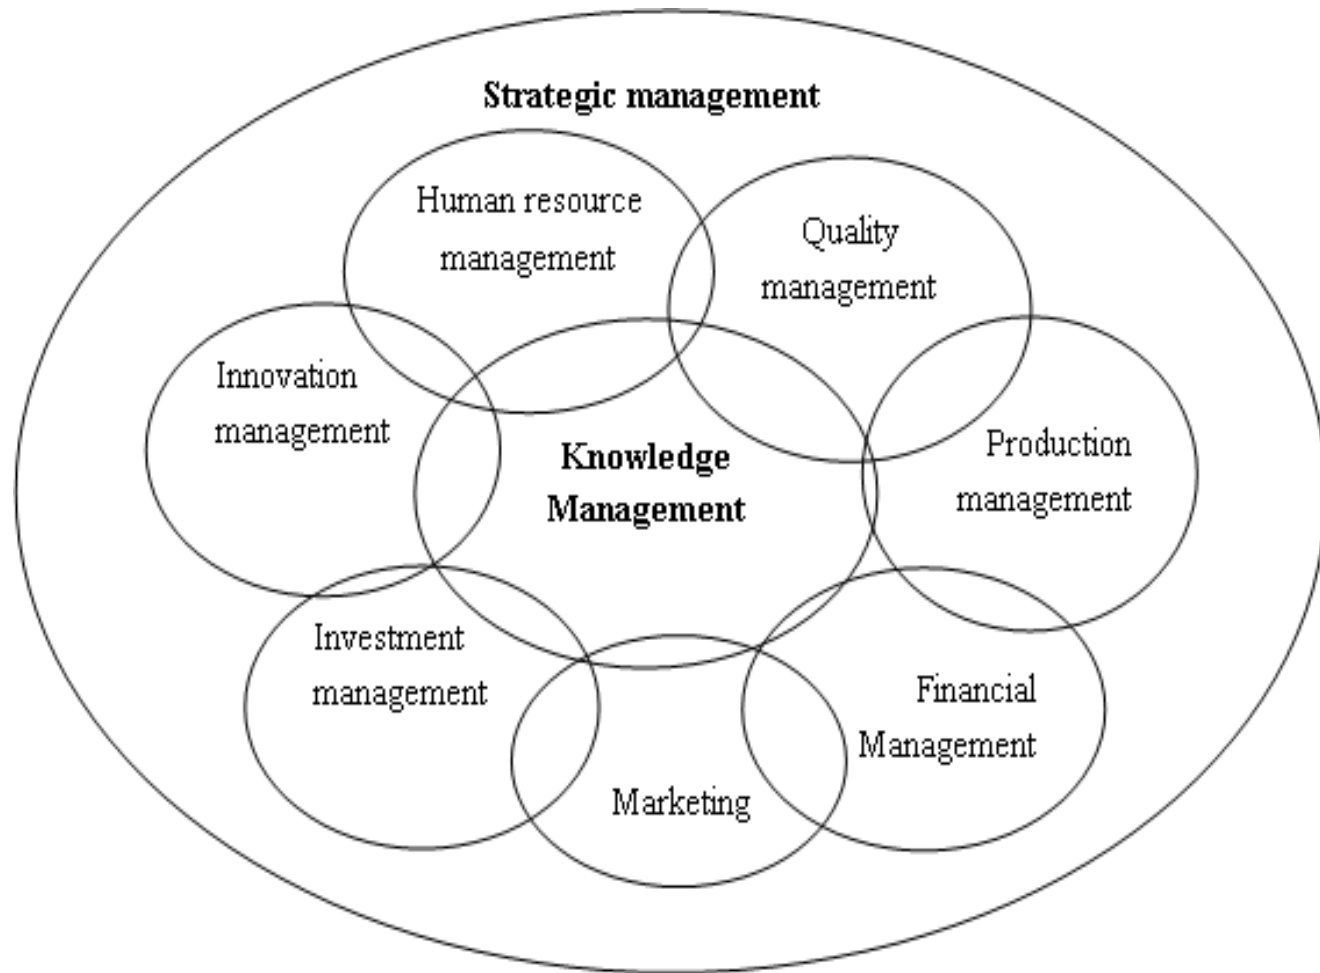 Strategic management
Human resource
management
Quality
management
Innovation
management
Knowledge
Management
Production
management
Investment
management
Financial
Management
Marketing